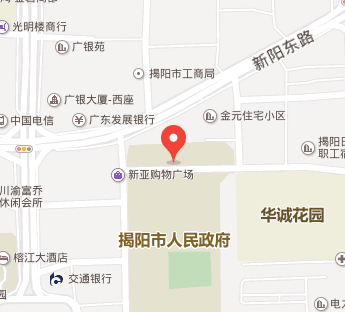 光明楼商行
广银苑
新阳东路
揭阳市工商局
广银大厦-西座
中国电信
广东发展银行
金元住宅小区
揭阳日
职工宿
新亚购物广场
川渝富乔
休闲会所
华诚花园
揭阳市人民政府
榕江大酒店
交通银行
园
电力